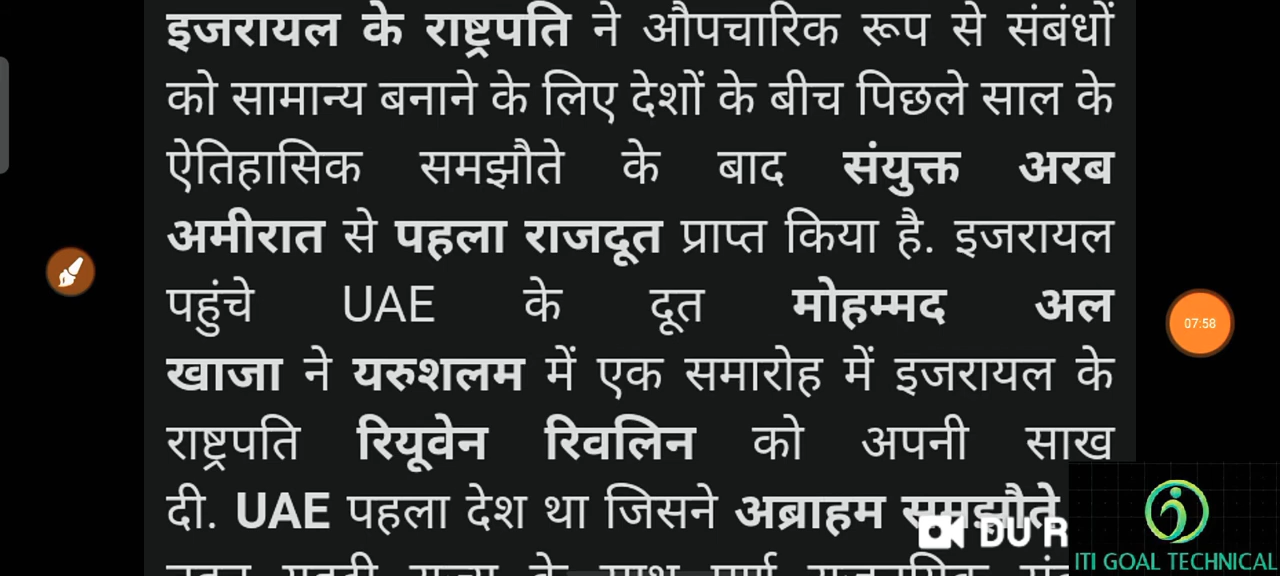 इजरायल के राष्ट्रपति ने औपचारिक रूप से संबंधों
को सामान्य बनाने के लिए देशों के बीच पिछले साल के
ऐतिहासिक समझौते के बाद संयुक्त अरब
अमीरात से पहला राजदूत प्राप्त किया है. इजरायल
पहुंचे UAE के दूत मोहम्मद अल
खाजा ने यरुशलम में एक समारोह में इजरायल के
राष्ट्रपति रियूवेन रिवलिन को अपनी साख
दी. UAE पहला देश था जिसने अब्राहम समझौते
07:58
DU R
ITI GOAL TECHNICAL